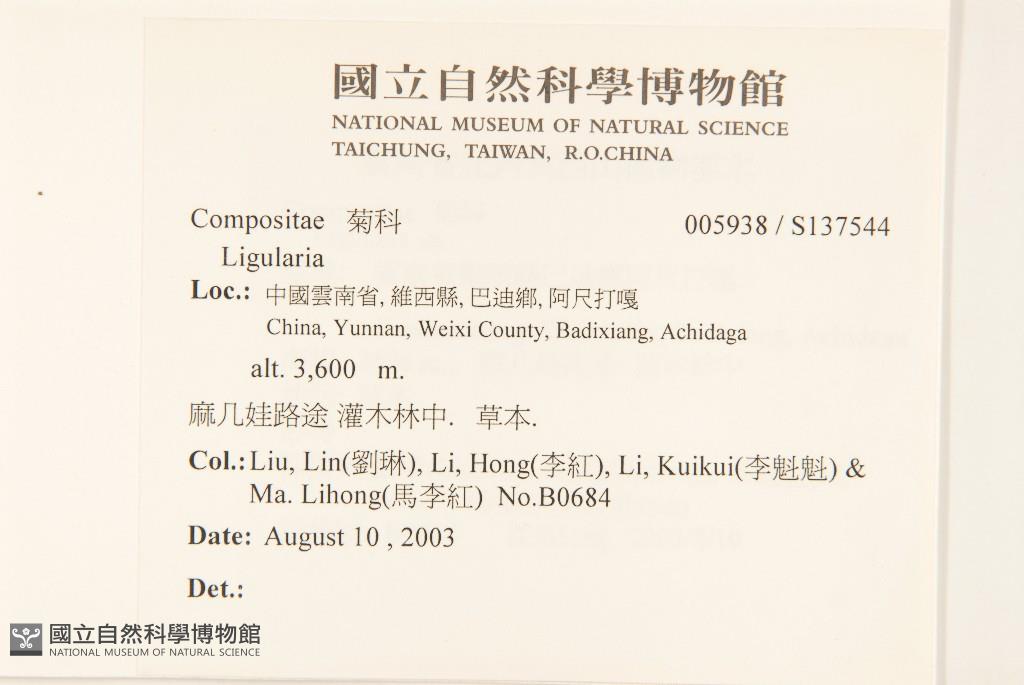 國立自然科學博物館
NATIONAL MUSEUM OF NATURAL SCIENCE
TAICHUNG, TAIWAN, R.O.CHINA
Compositae 菊科 005938 / S137544
Ligularia
Loc.: 中國雲南省, 維西縣, 巴迪鄉, 阿尺打嘎
China, Yunnan, Weixi County, Badixiang, Achidaga
alt. 3,600 m.
麻几娃路途 灌木林中. 草本.
Col.: Liu, Lin(劉琳), Li, Hong(李紅), Li, Kuikui(李魁魁) &
Ma. Lihong(馬李紅) No.B0684
Date: August 10 , 2003
Det.:
國立自然科學博物館
NATIONAL MUSEUM OF NATURAL SCIENCE